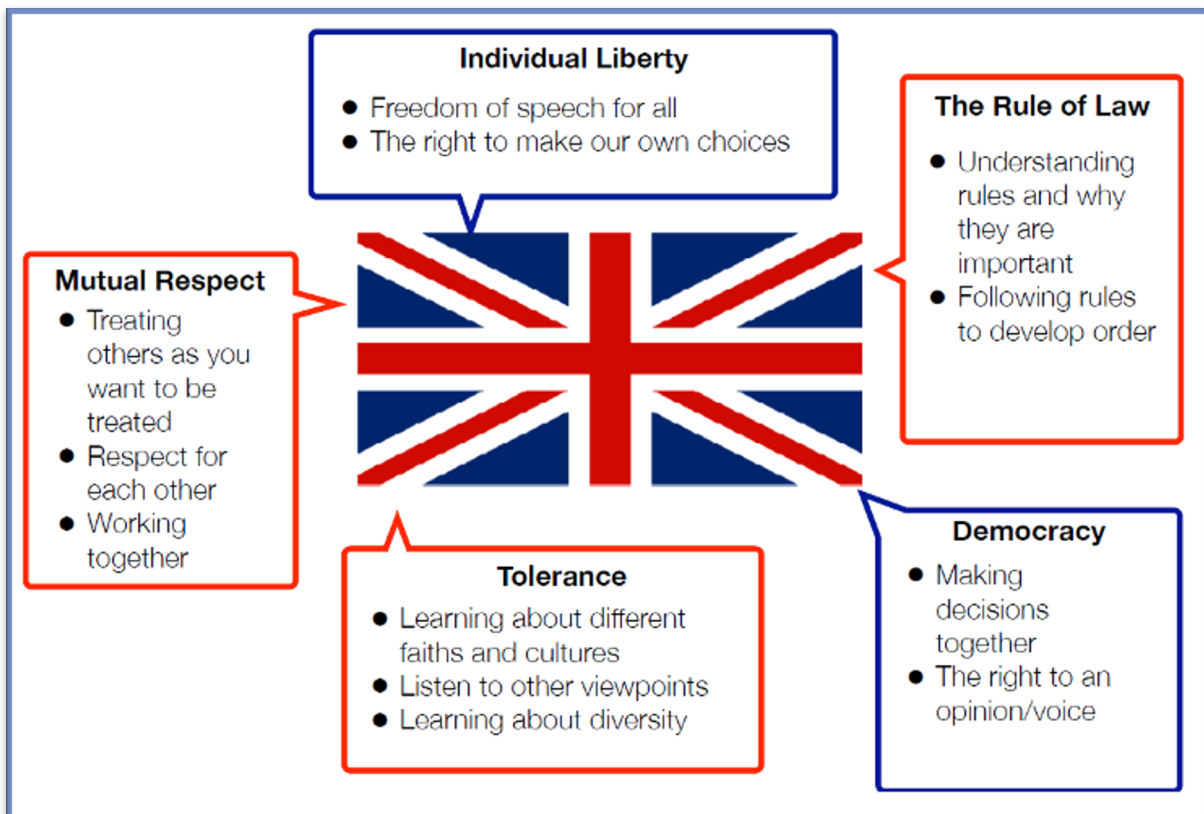 Individual Liberty
● Freedom of speech for all
● The right to make our own choices
The Rule of Law
● Understanding
rules and why
they are
important
● Following rules
to develop order
Mutual Respect
● Treating
others as you
want to be
treated
● Respect for
each other
● Working
together
Tolerance
● Learning about different
faiths and cultures
● Listen to other viewpoints
● Learning about diversity
Democracy
● Making
decisions
together
● The right to an
opinion/voice